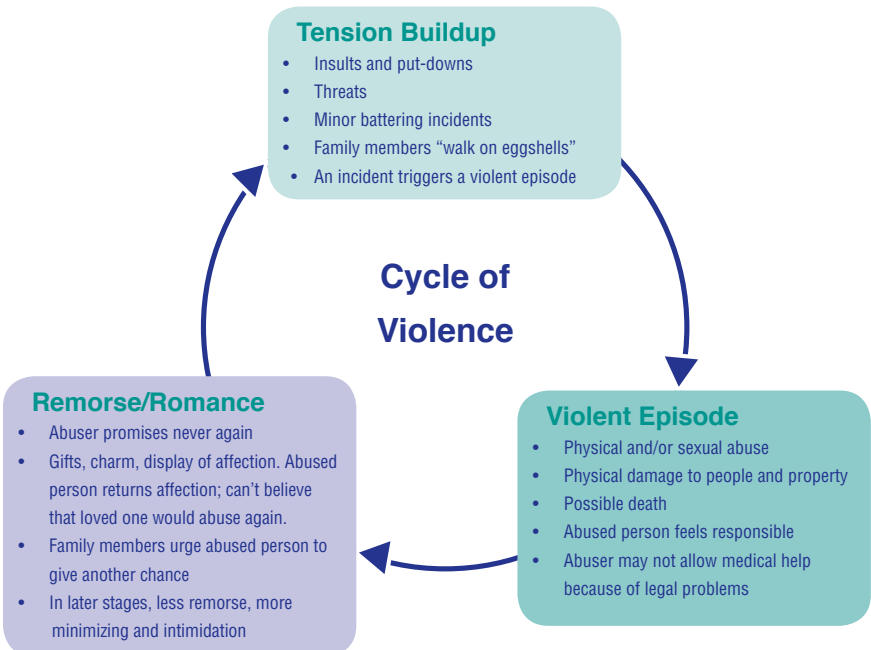 Tension Buildup
• Insults and put-downs
• Threats
• Minor battering incidents
• Family members “walk on eggshells”
• An incident triggers a violent episode
Cycle of
Violence
Remorse/Romance
• Abuser promises never again
• Gifts, charm, display of affection. Abused
person returns affection; can’t believe
that loved one would abuse again.
• Family members urge abused person to
give another chance
• In later stages, less remorse, more
minimizing and intimidation
Violent Episode
• Physical and/or sexual abuse
• Physical damage to people and property
• Possible death
• Abused person feels responsible
• Abuser may not allow medical help
because of legal problems